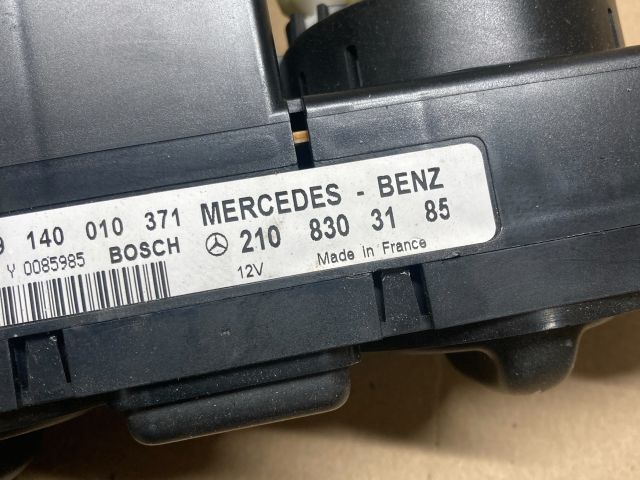 9 140 010 371 MERCEDES - BENZ
Y 0085985 BOSCH 210 830 31 85
12V Made in France